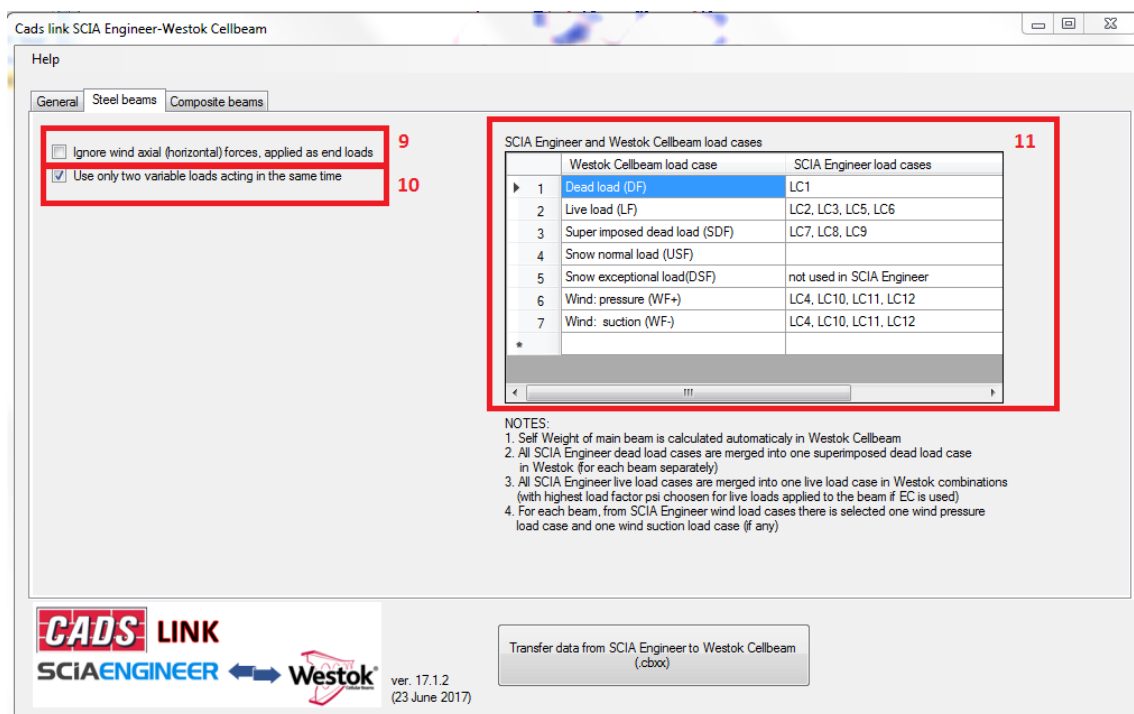 Cads link SCIA Engineer-Westok Cellbeam
Help
General Steel beams Composite beams
Ignore wind axial (horizontal) forces, applied as end loads
9
Use only two variable loads acting in the same time
10
SCIA Engineer and Westok Cellbeam load cases
11
Westok Cellbeam load case SCIA Engineer load cases
1 Dead load (DF) LC1
2 Live load (LF) LC2, LC3, LC5, LC6
3 Super imposed dead load (SDF) LC7, LC8, LC9
4 Snow normal load (USF)
5 Snow exceptional load(DSF) not used in SCIA Engineer
6 Wind: pressure (WF+) LC4, LC10, LC11, LC12
7 Wind: suction (WF-) LC4, LC10, LC11, LC12
*
NOTES:
1. Self Weight of main beam is calculated automaticaly in Westok Cellbeam
2. All SCIA Engineer dead load cases are merged into one superimposed dead load case
in Westok (for each beam separately)
3. All SCIA Engineer live load cases are merged into one live load case in Westok combinations
(with highest load factor psi choosen for live loads applied to the beam if EC is used)
4. For each beam, from SCIA Engineer wind load cases there is selected one wind pressure
load case and one wind suction load case (if any)
CADS LINK
SCIAENGINEER Westok
ver. 17.1.2
(23 June 2017)
Transfer data from SCIA Engineer to Westok Cellbeam
(.cbxx)